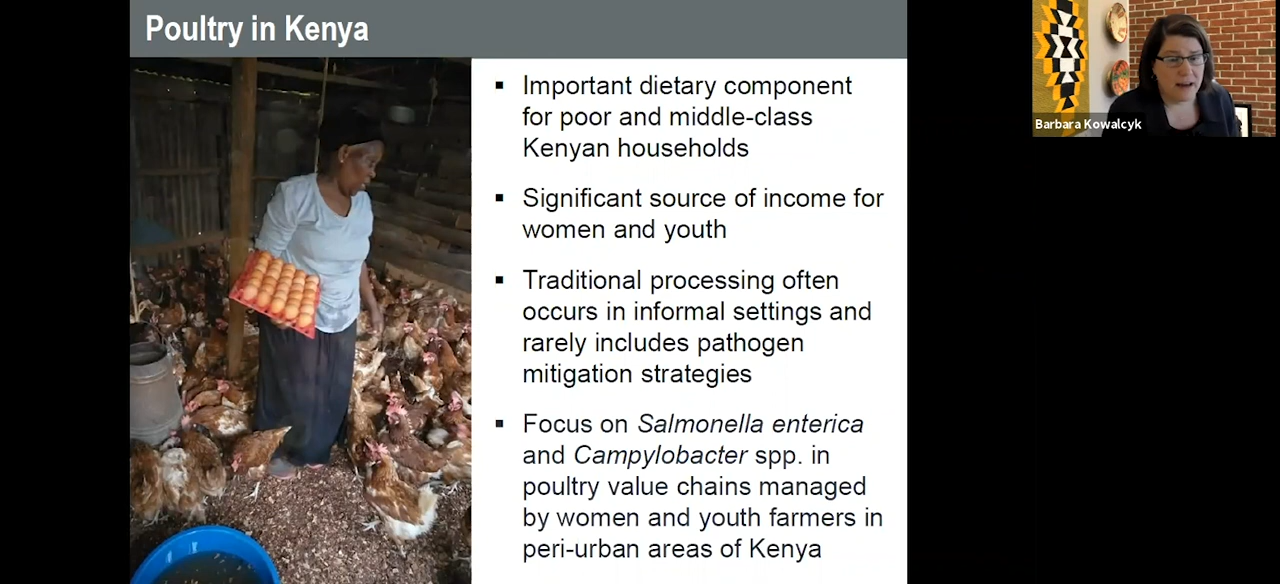 Poultry in Kenya
▪ Important dietary component
for poor and middle-class
Kenyan households
▪ Significant source of income for
women and youth
▪ Traditional processing often
occurs in informal settings and
rarely includes pathogen
mitigation strategies
▪ Focus on Salmonella enterica
and Campylobacter spp. in
poultry value chains managed
by women and youth farmers in
peri-urban areas of Kenya
Barbara Kowalcyk